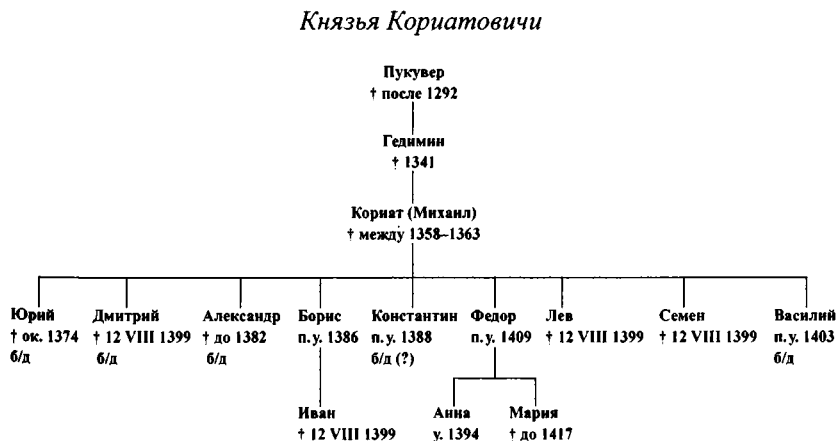 Князья Кориатовичи
Пукувер
† после 1292
Гедимин
† 1341
Кориат (Михаил)
† между 1358–1363
Юрий
† ок. 1374
б/д
Дмитрий
† 12 VIII 1399
б/д
Александр
† до 1382
б/д
Борис
п. у. 1386
Константин
п. у. 1388
б/д (?)
Федор
п. у. 1409
Лев
† 12 VIII 1399
Семен
† 12 VIII 1399
Василий
п. у. 1403
б/д
Иван
† 12 VIII 1399
Анна
у. 1394
Мария
† до 1417